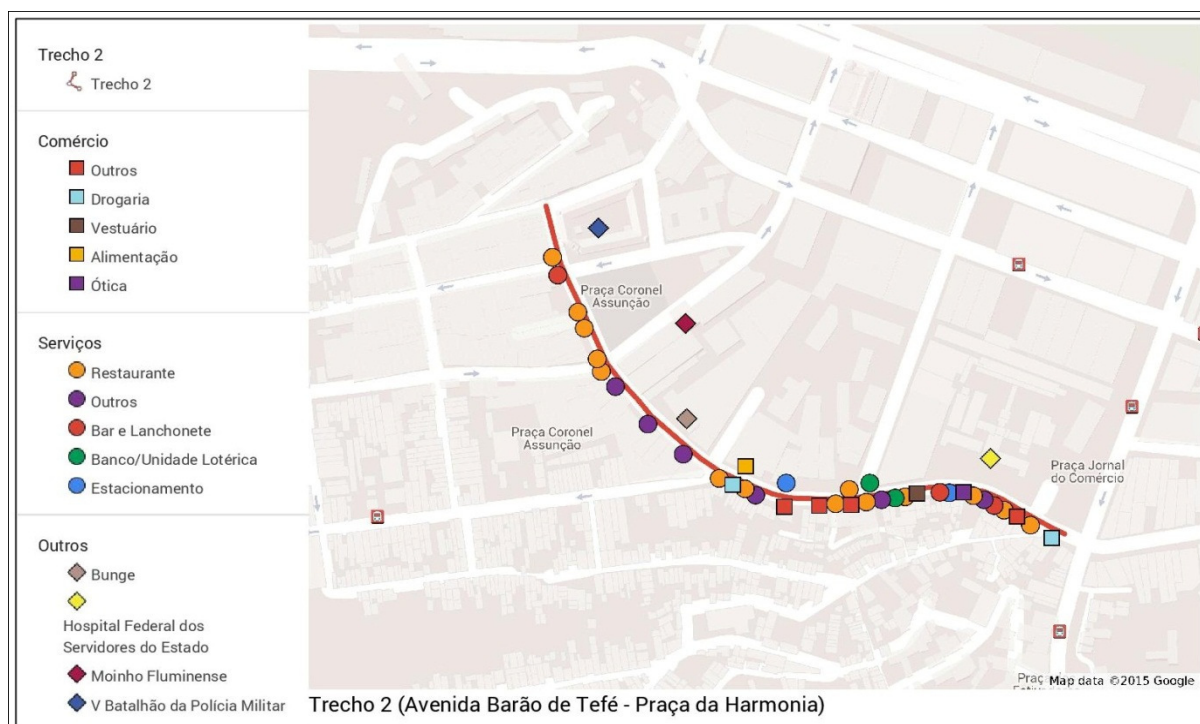 Trecho 2
Trecho 2
Comércio
Outros
Drogaria
Vestuário
Alimentação
Ótica
Serviços
Restaurante
Outros
Bar e Lanchonete
Banco/Unidade Lotérica
Estacionamento
Outros
Bunge
Hospital Federal dos
Servidores do Estado
Moinho Fluminense
V Batalhão da Polícia Militar
Praça Coronel
Assunção
Praça Coronel
Assunção
Praça Jornal
do Comércio
Map data ©2015 Google
Trecho 2 (Avenida Barão de Tefé - Praça da Harmonia)